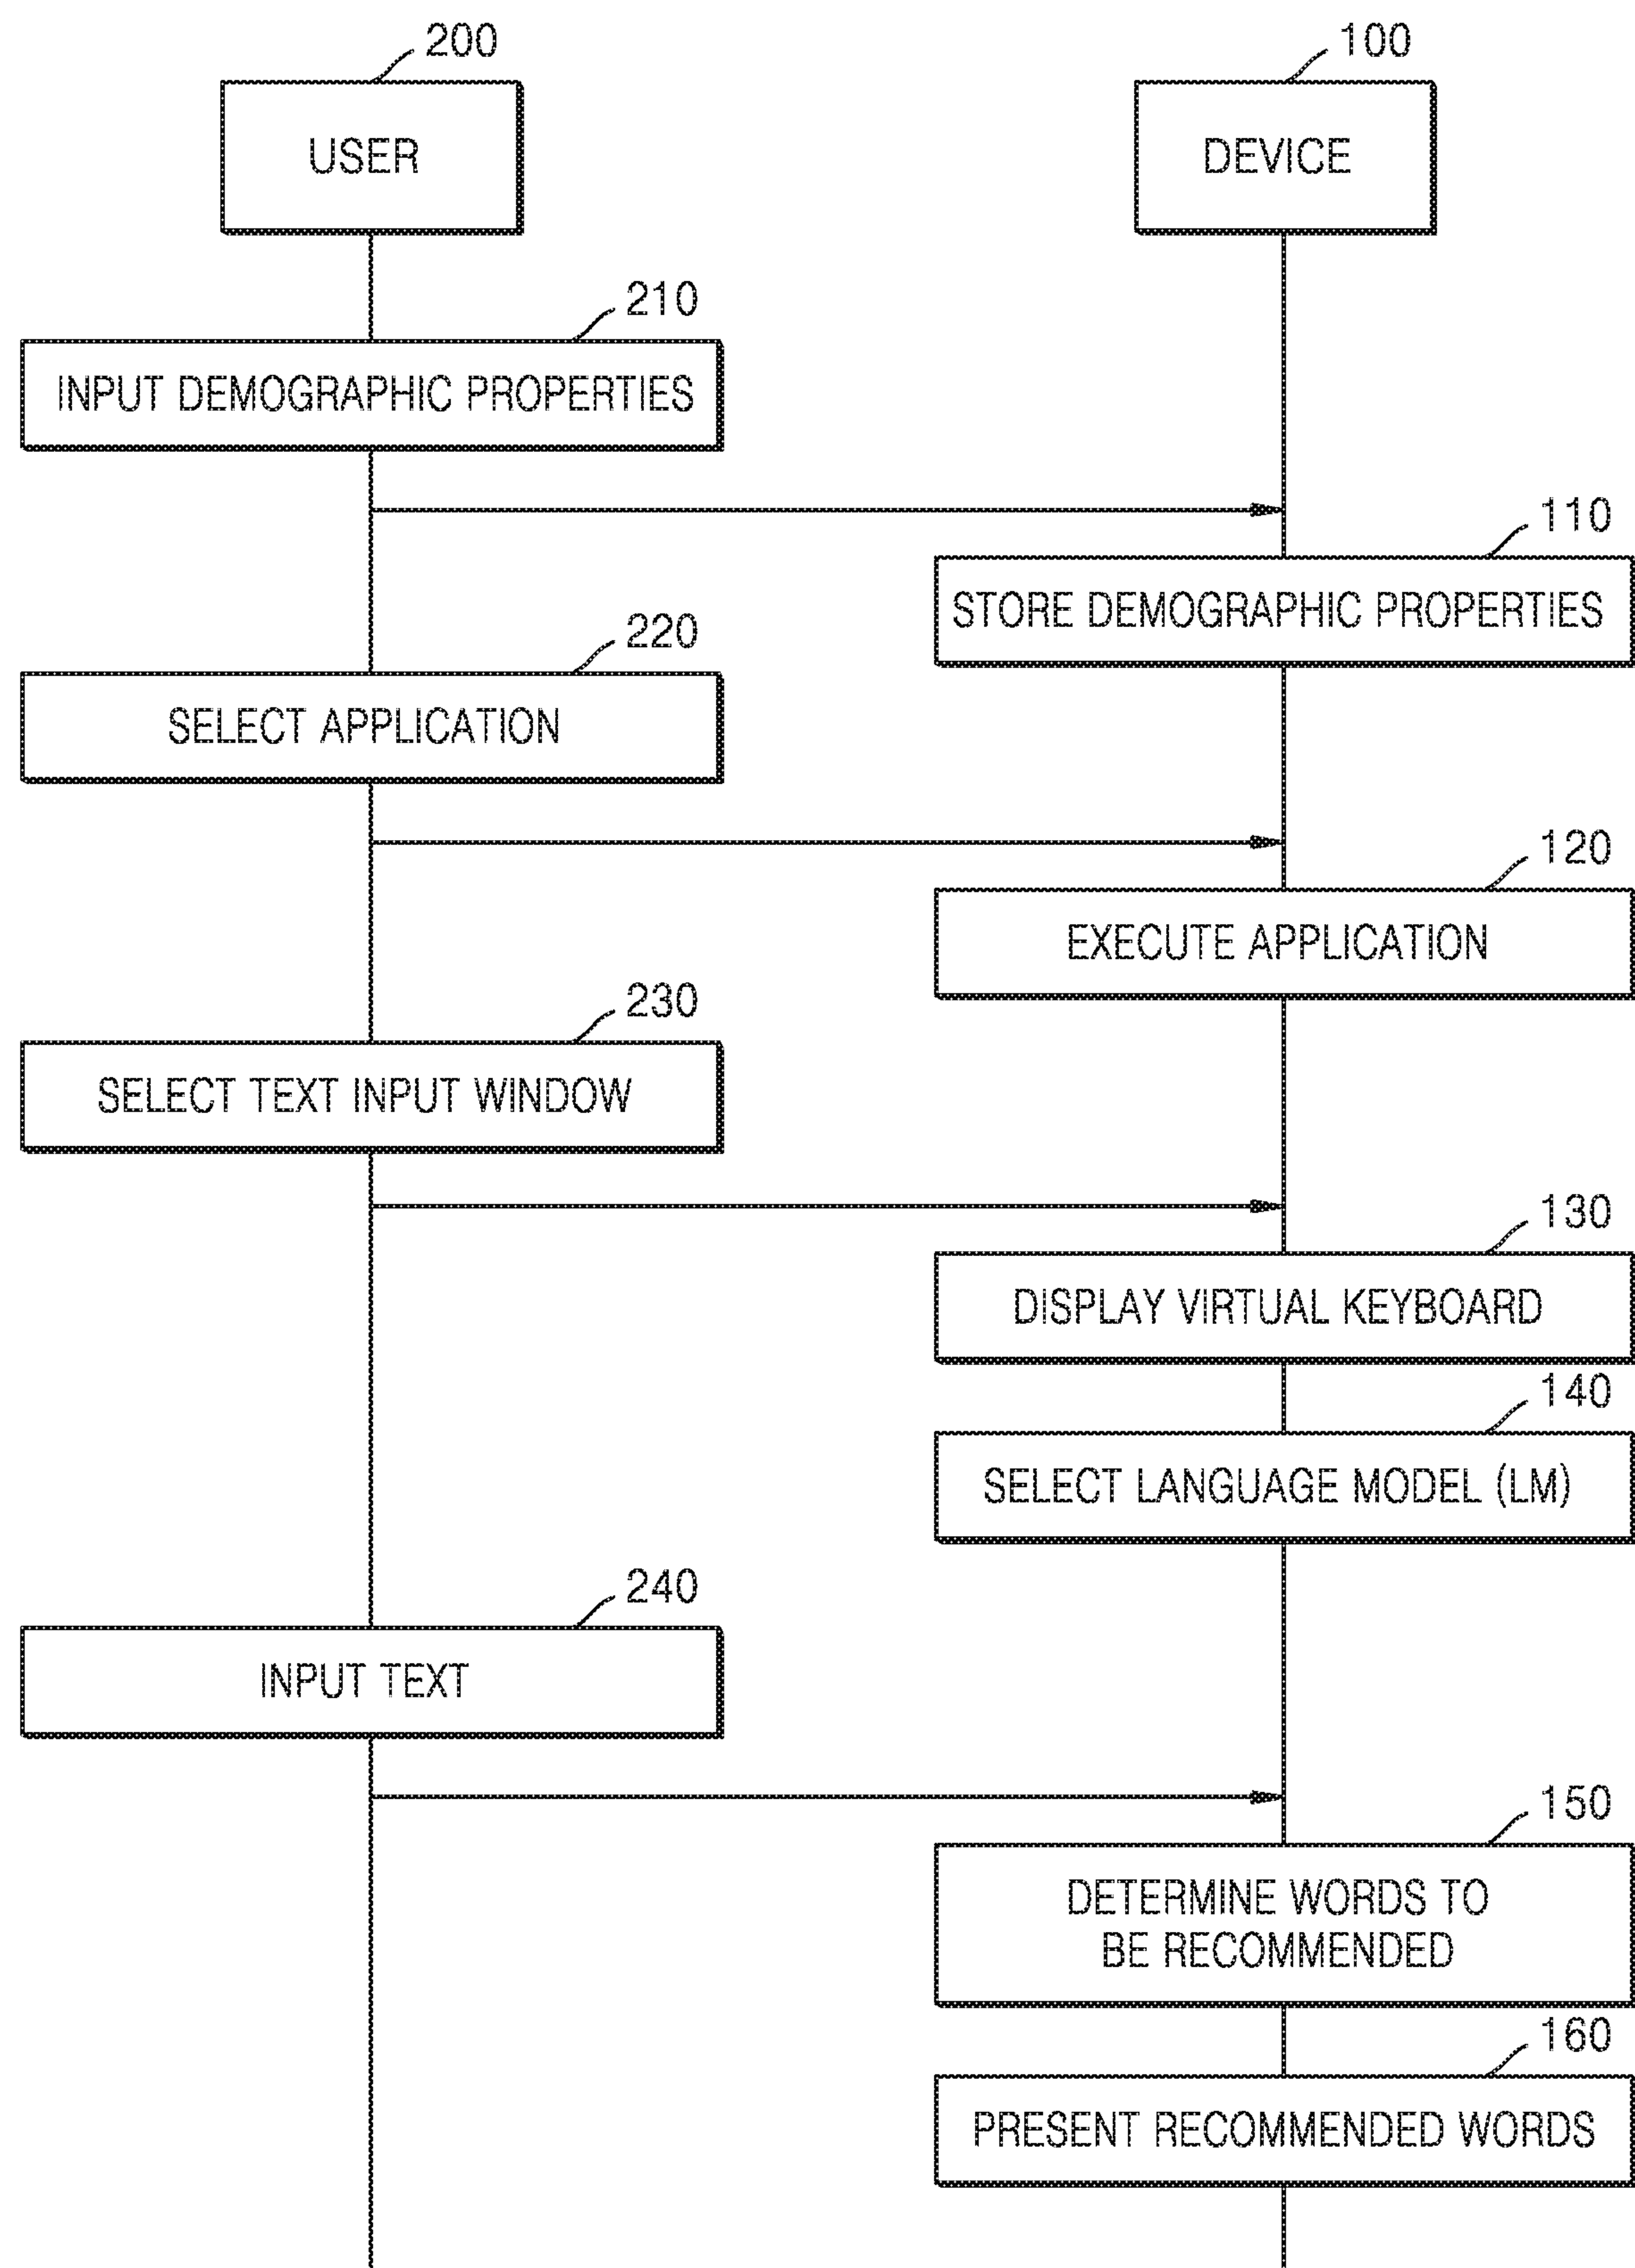 200
100
USER
DEVICE
210
INPUT DEMOGRAPHIC PROPERTIES
110
STORE DEMOGRAPHIC PROPERTIES
220
SELECT APPLICATION
120
EXECUTE APPLICATION
230
SELECT TEXT INPUT WINDOW
130
DISPLAY VIRTUAL KEYBOARD
140
SELECT LANGUAGE MODEL (LM)
240
INPUT TEXT
150
DETERMINE WORDS TO
BE RECOMMENDED
160
PRESENT RECOMMENDED WORDS